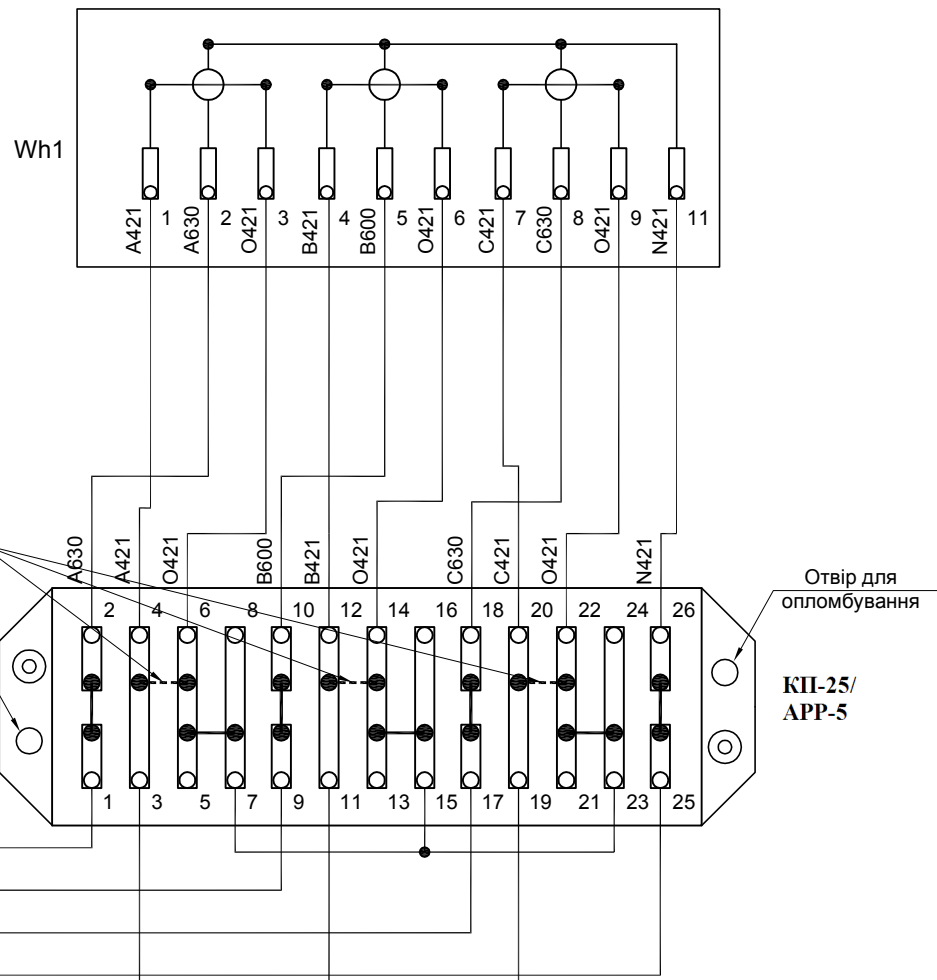 Wh1
A421 1 A630 2 O421 3 B421 4 B600 5 O421 6 C421 7 C630 8 O421 9 N421 11
A630 A421 O421 B600 B421 O421 C630 C421 O421 N421
2 4 6 8 10 12 14 16 18 20 22 24 26
1 3 5 7 9 11 13 15 17 19 21 23 25
Отвір для
опломбування
КП-25/
АРР-5